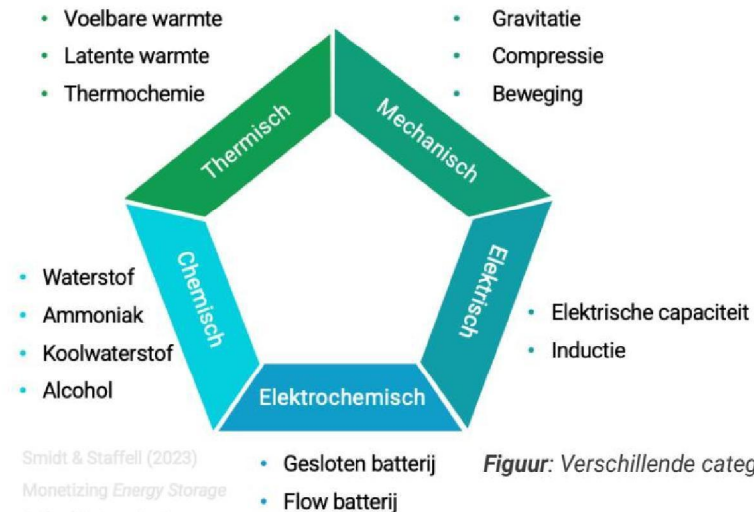 • Voelbare warmte
• Latente warmte
• Thermochemie
• Gravitatie
• Compressie
• Beweging
Thermisch
Mechanisch
Chemisch
Elektrisch
Elektrochemisch
• Waterstof
• Ammoniak
• Koolwaterstof
• Alcohol
• Elektrische capaciteit
• Inductie
• Gesloten batterij
• Flow batterij
Smidt & Staffell (2023)
Monetizing Energy Storage
Figuur: Verschillende categ